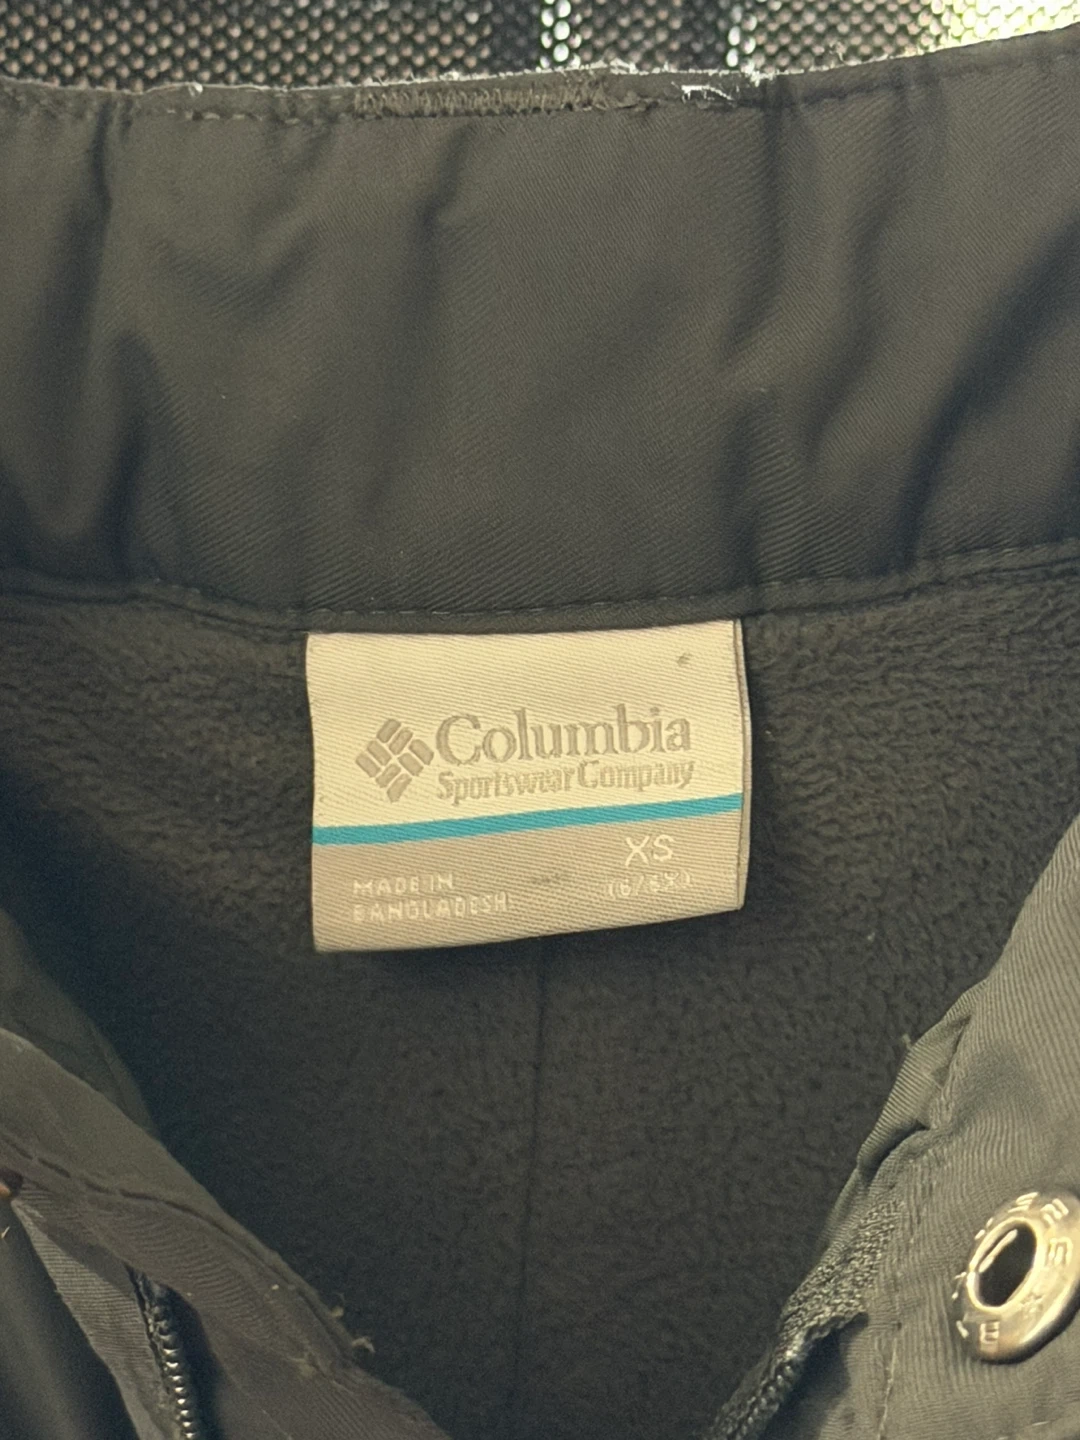 Columbia
Sportswear Company
XS
(6/6X)
MADE IN
BANGLADESH